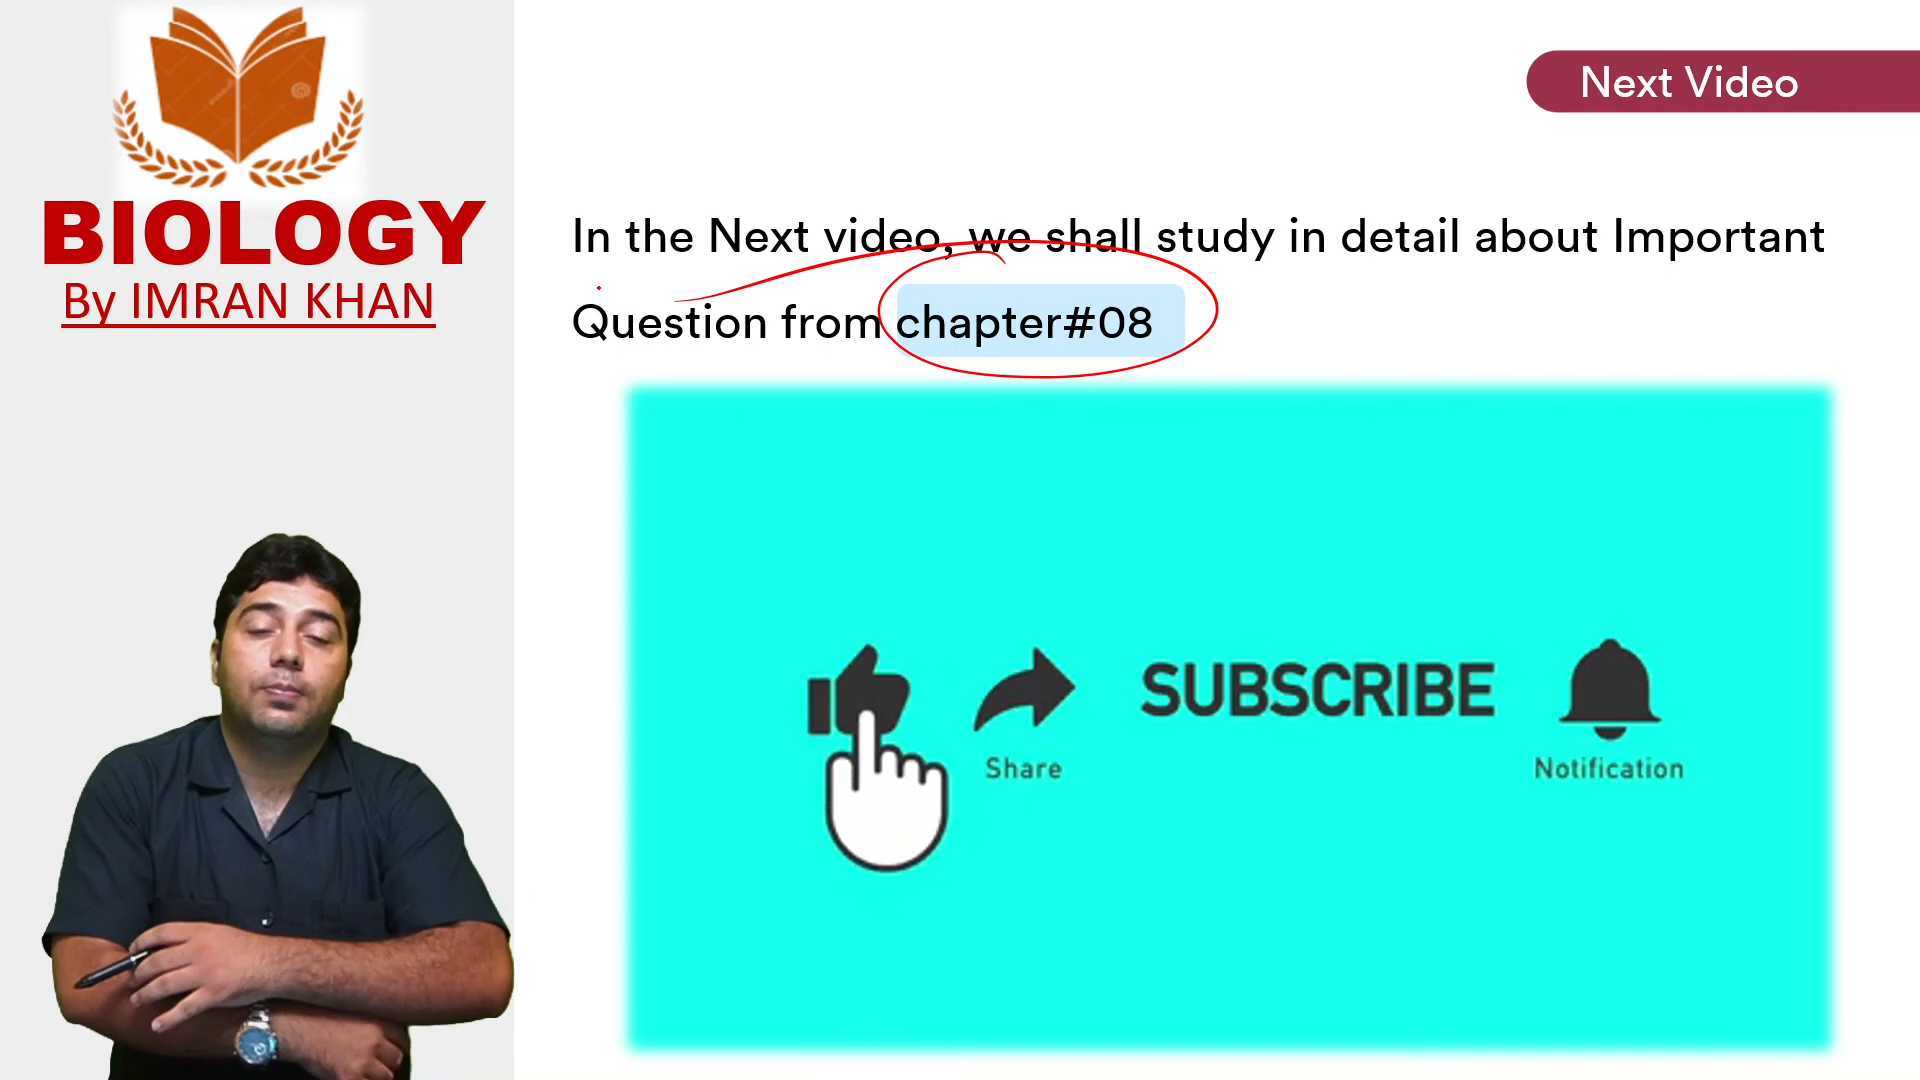 BIOLOGY
By IMRAN KHAN
Next Video
In the Next video, we shall study in detail about Important
Question from chapter#08
Share
SUBSCRIBE
Notification